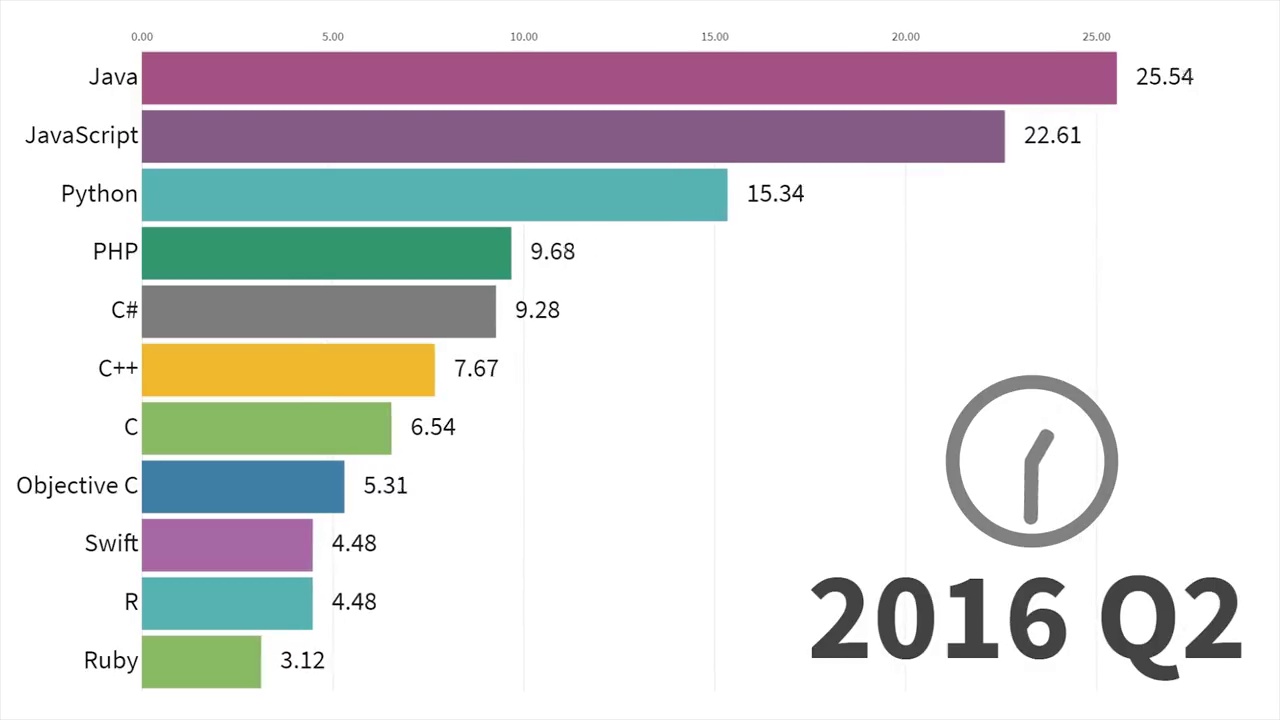 0.00 5.00 10.00 15.00 20.00 25.00
Java 25.54
JavaScript 22.61
Python 15.34
PHP 9.68
C# 9.28
C++ 7.67
C 6.54
Objective C 5.31
Swift 4.48
R 4.48
Ruby 3.12
2016 Q2